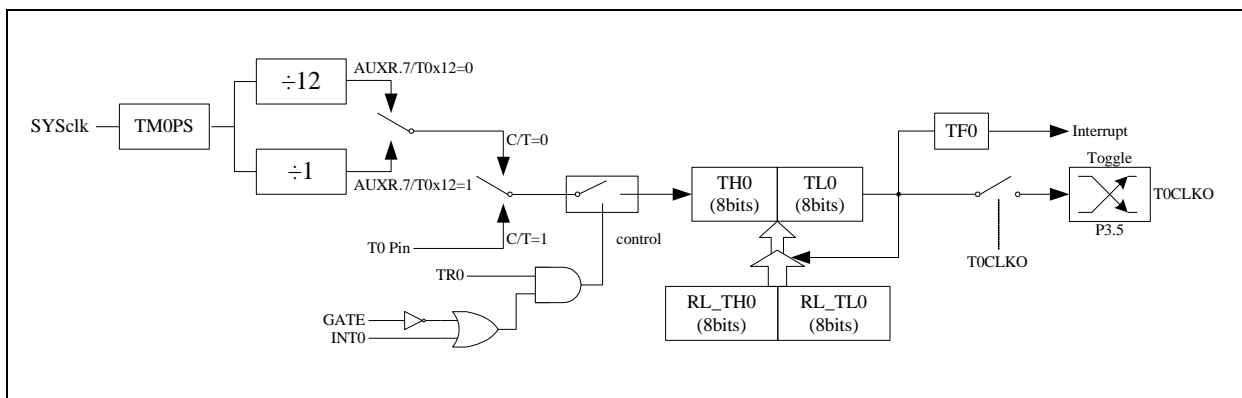 AUXR.7/T0x12=0
÷12
SYSclk
TM0PS
C/T=0
÷1
AUXR.7/T0x12=1
T0 Pin
C/T=1
control
TR0
GATE
INT0
TH0
(8bits)
TL0
(8bits)
RL_TH0
(8bits)
RL_TL0
(8bits)
TF0
Interrupt
Toggle
T0CLKO
P3.5
T0CLKO